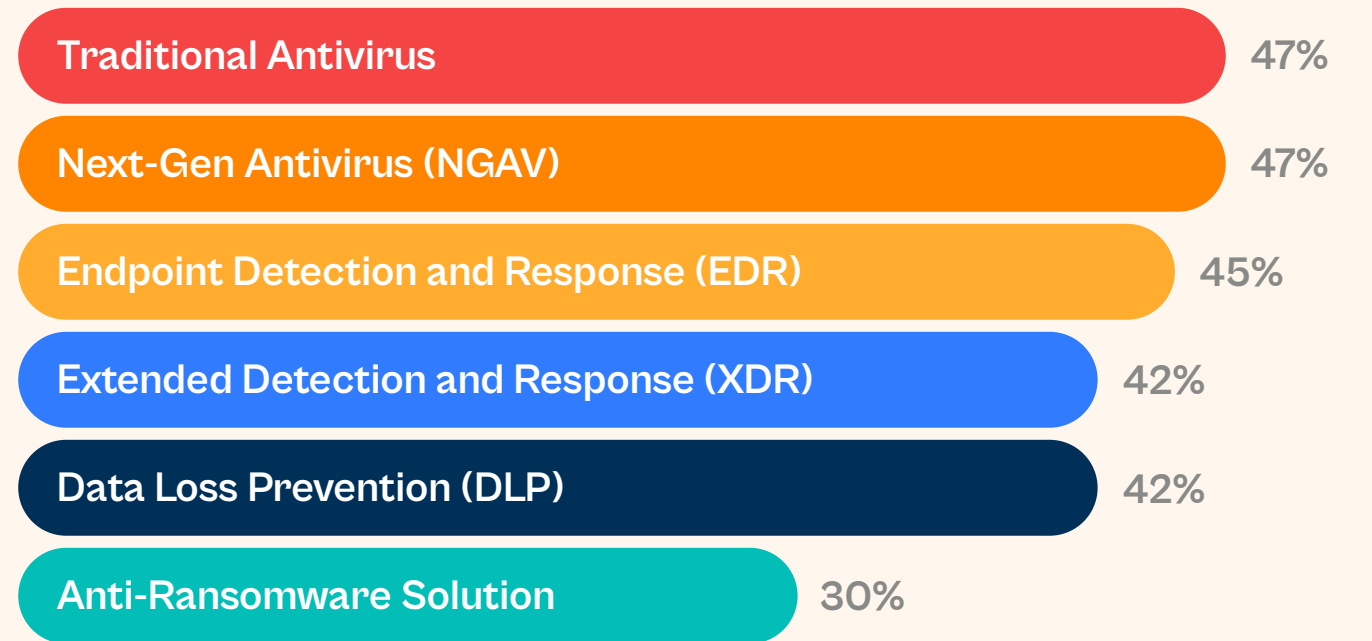 Traditional Antivirus 47%
Next-Gen Antivirus (NGAV) 47%
Endpoint Detection and Response (EDR) 45%
Extended Detection and Response (XDR) 42%
Data Loss Prevention (DLP) 42%
Anti-Ransomware Solution 30%